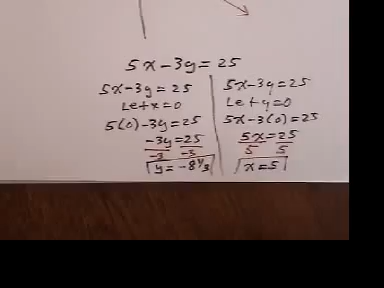 5x-3y=25
5x-3y=25
Let x=0
5(0)-3y=25
-3y=25
-3 -3
y=-8 1/3
5x-3y=25
Let y=0
5x-3(0)=25
5x=25
5 5
x=5